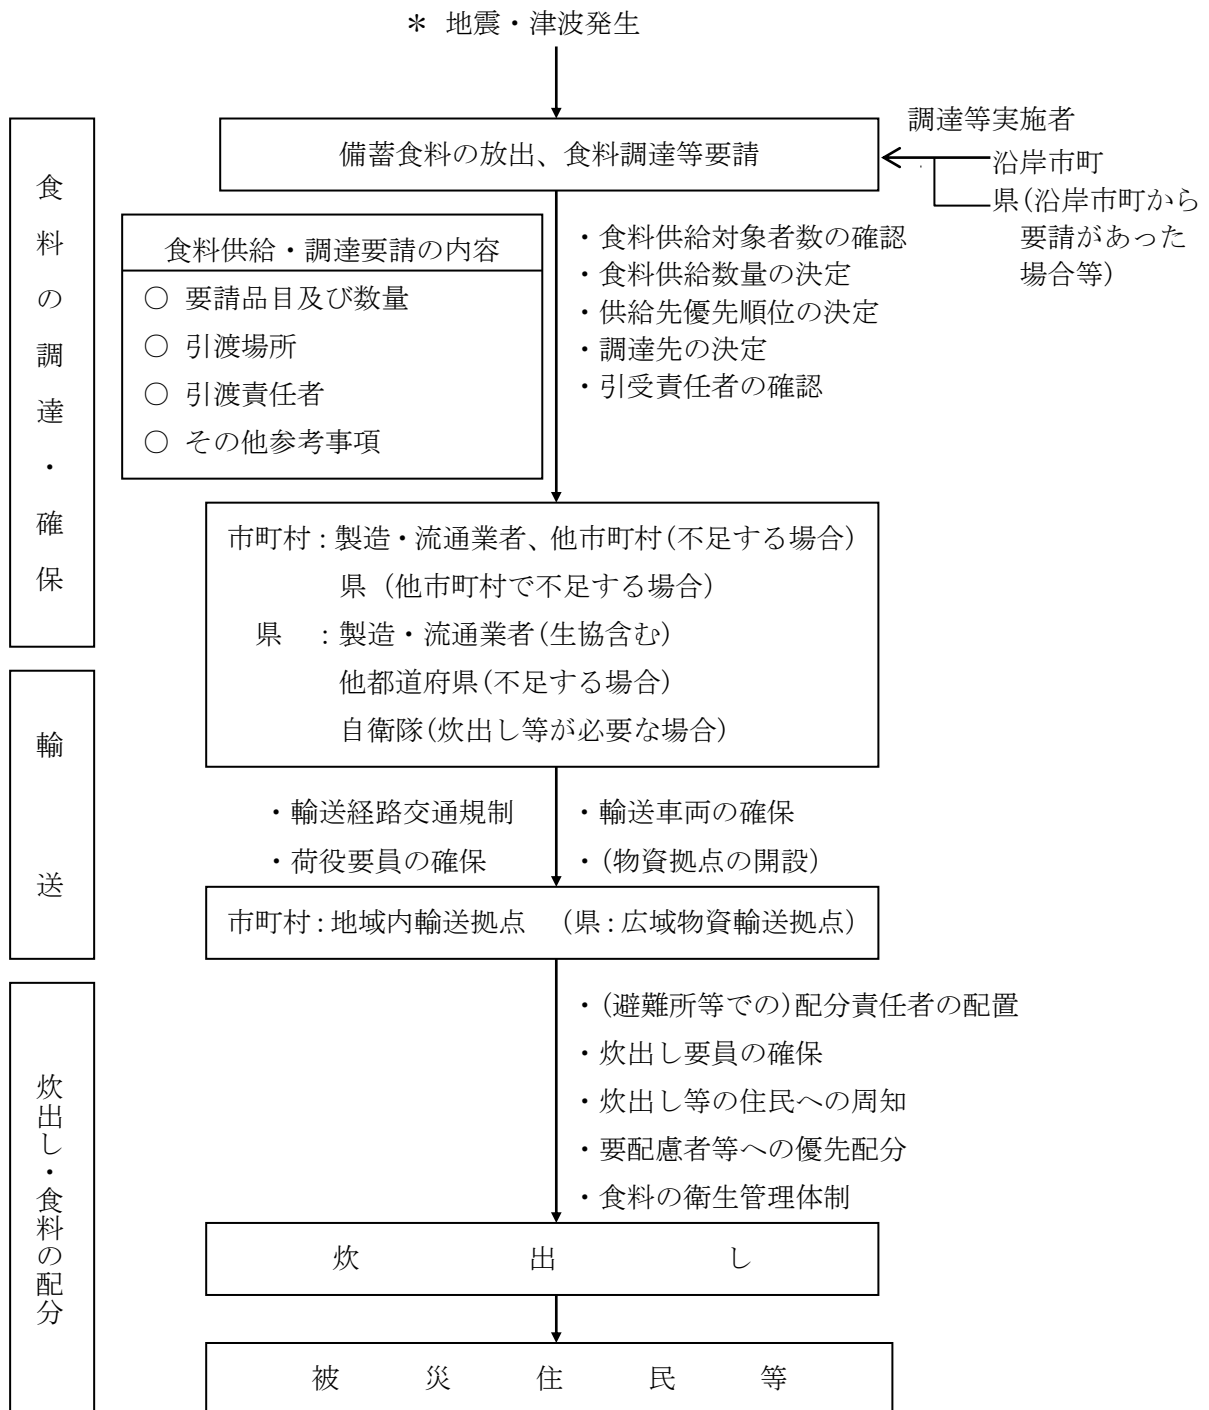 ＊ 地震・津波発生
食料の調達・確保
備蓄食料の放出、食料調達等要請
調達等実施者
沿岸市町
県(沿岸市町から
要請があった
場合等)
食料供給・調達要請の内容
○ 要請品目及び数量
○ 引渡場所
○ 引渡責任者
○ その他参考事項
・食料供給対象者数の確認
・食料供給数量の決定
・供給先優先順位の決定
・調達先の決定
・引受責任者の確認
市町村：製造・流通業者、他市町村(不足する場合)
県 (他市町村で不足する場合)
県 ：製造・流通業者(生協含む)
他都道府県(不足する場合)
自衛隊(炊出し等が必要な場合)
輸送
・輸送経路交通規制
・荷役要員の確保
・輸送車両の確保
・(物資拠点の開設)
市町村：地域内輸送拠点 (県：広域物資輸送拠点)
炊出し・食料の配分
・(避難所等での)配分責任者の配置
・炊出し要員の確保
・炊出し等の住民への周知
・要配慮者等への優先配分
・食料の衛生管理体制
炊出し
被災住民等